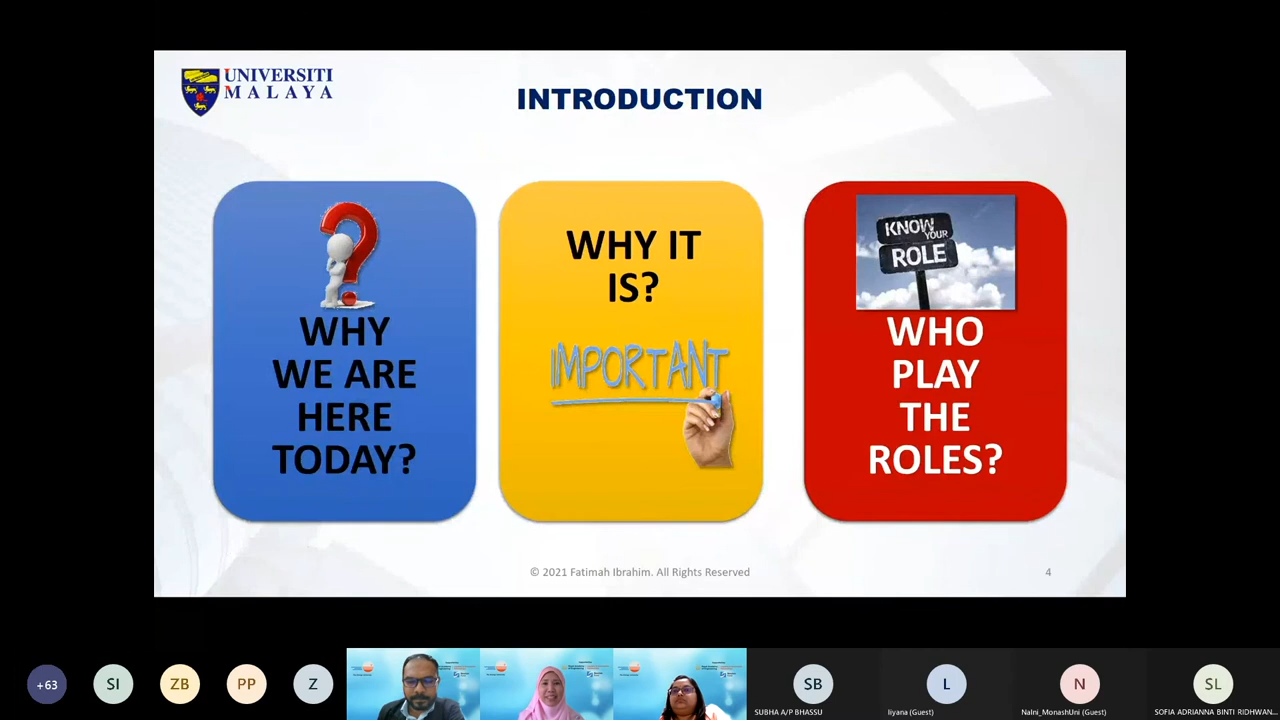 UNIVERSITI
MALAYA
INTRODUCTION
WHY
WE ARE
HERE
TODAY?
WHY IT
IS?
IMPORTANT
KNOW
YOUR
ROLE
WHO
PLAY
THE
ROLES?
© 2021 Fatimah Ibrahim. All Rights Reserved
4
+63
SI
ZB
PP
Z
SB
SUBHA A/P BHASSU
L
liyana (Guest)
N
Nalni_MonashUni (Guest)
SL
SOFIA ADRIANNA BINTI RIDHWAN...